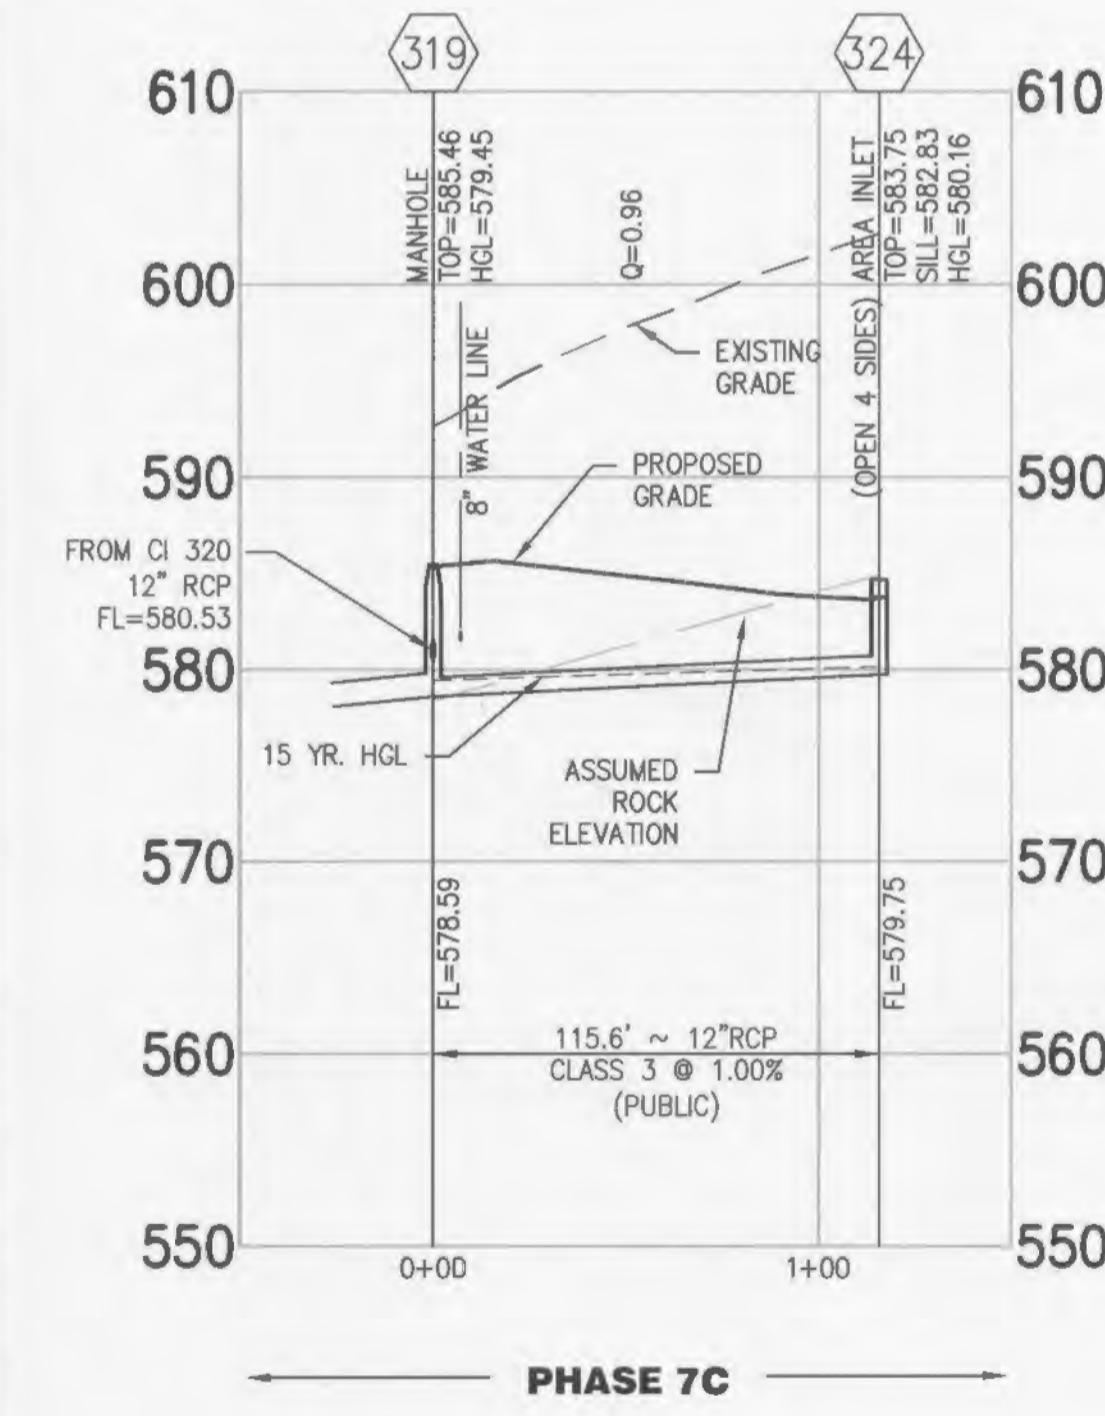 319
324
610
610
MANHOLE
TOP=585.46
HGL=579.45
Q=0.96
(OPEN 4 SIDES) AREA INLET
TOP=583.75
SILL=582.83
HGL=580.16
600
600
8" WATER LINE
EXISTING
GRADE
590
590
PROPOSED
GRADE
FROM CI 320
12" RCP
FL=580.53
580
580
15 YR. HGL
ASSUMED
ROCK
ELEVATION
570
570
FL=578.59
FL=579.75
560
560
115.6' ~ 12"RCP
CLASS 3 @ 1.00%
(PUBLIC)
550
550
0+00
1+00
PHASE 7C